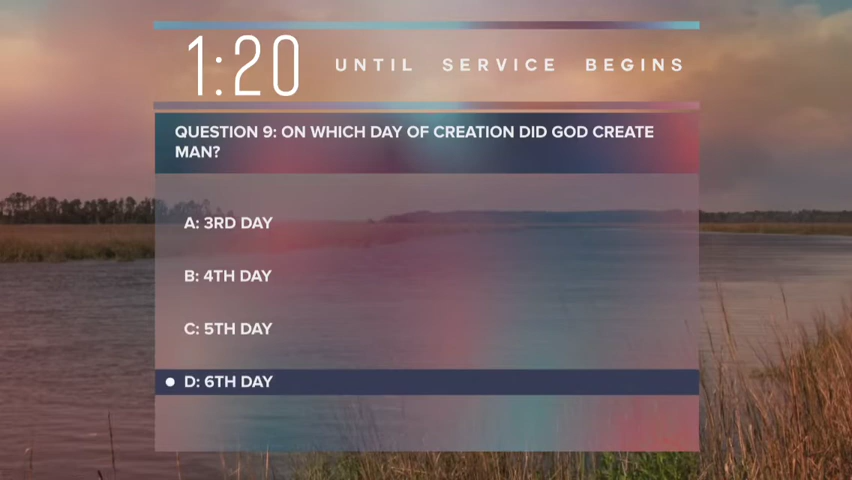 1:20 UNTIL SERVICE BEGINS
QUESTION 9: ON WHICH DAY OF CREATION DID GOD CREATE
MAN?
A: 3RD DAY
B: 4TH DAY
C: 5TH DAY
D: 6TH DAY